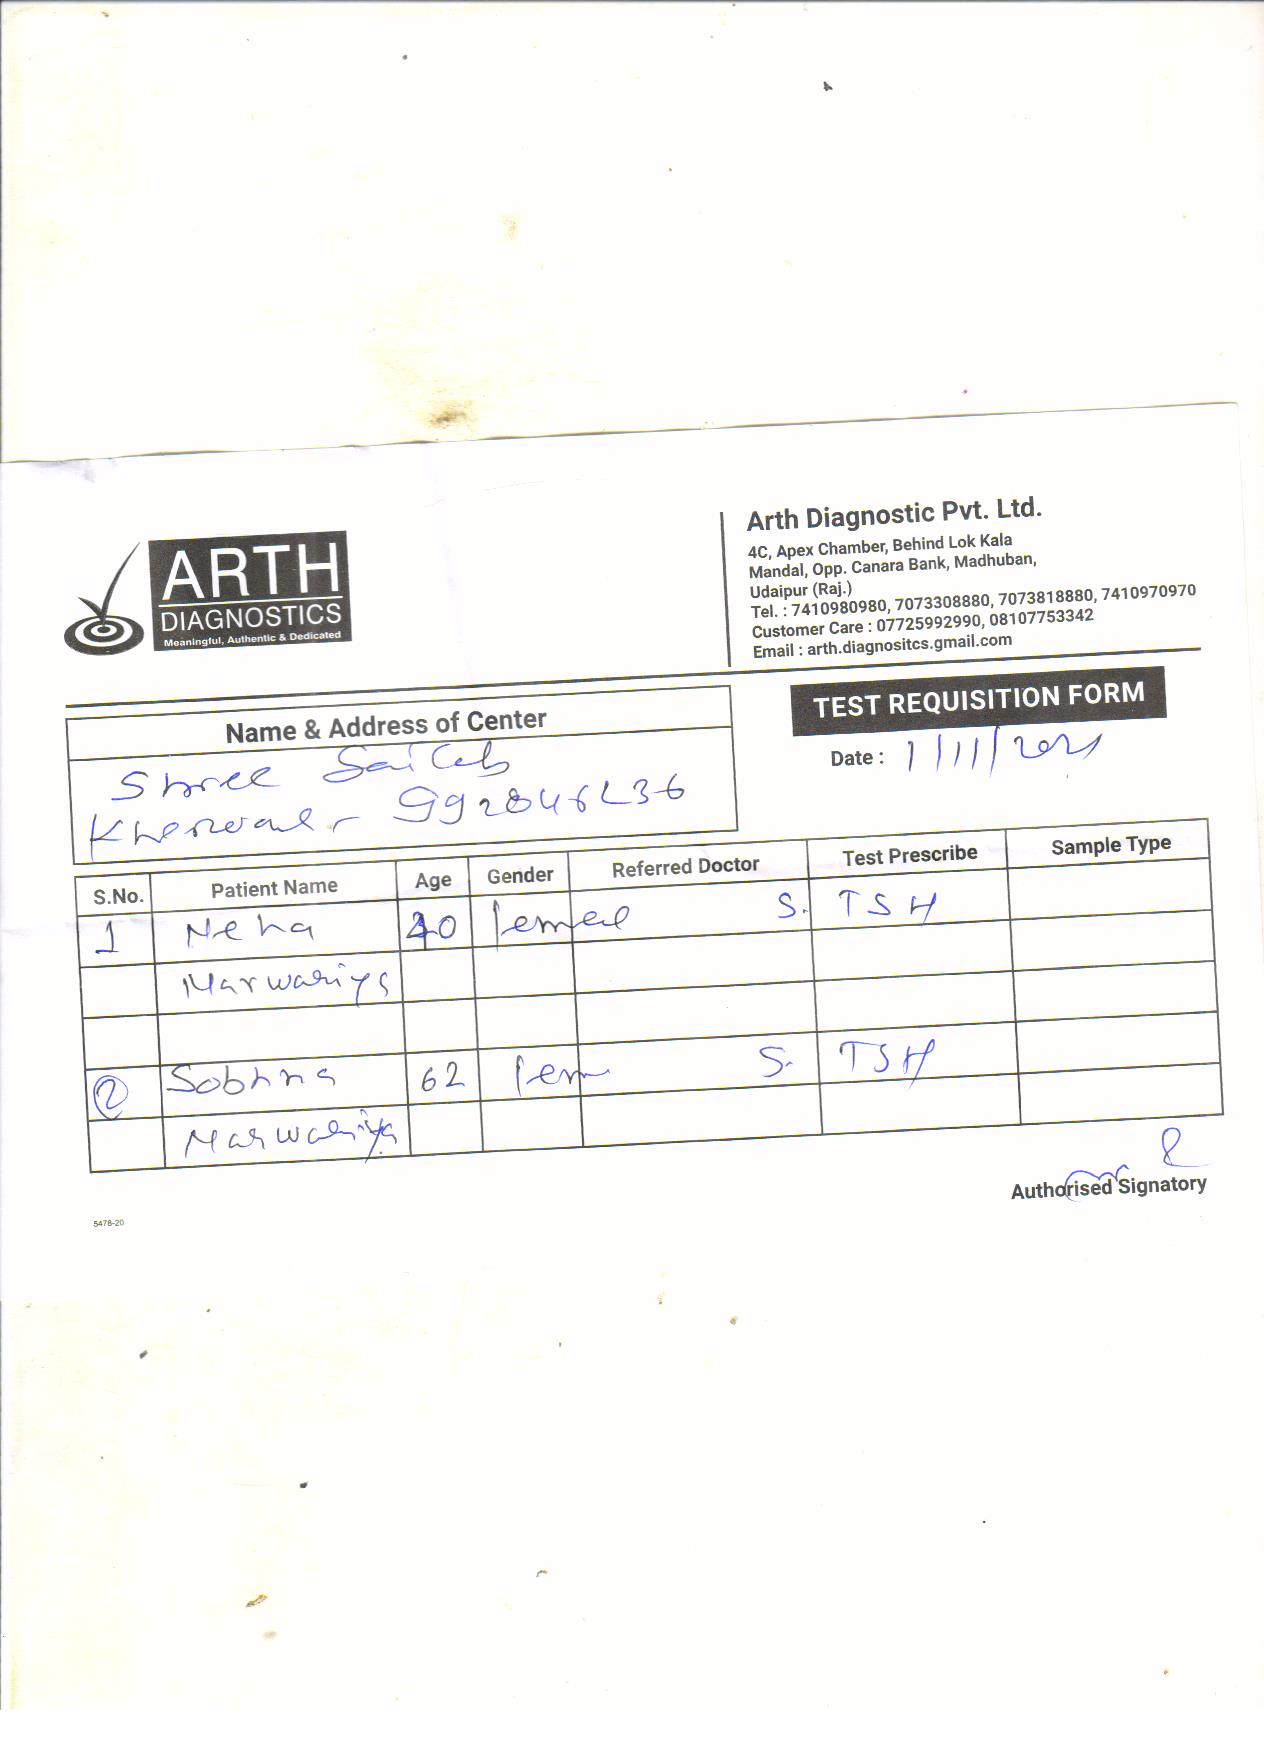 ARTH
DIAGNOSTICS
Meaningful, Authentic & Dedicated
Arth Diagnostic Pvt. Ltd.
4C, Apex Chamber, Behind Lok Kala
Mandal, Opp. Canara Bank, Madhuban,
Udaipur (Raj.)
Tel. : 7410980980, 7073308880, 7073818880, 7410970970
Customer Care : 07725992990, 08107753342
Email : arth.diagnositcs.gmail.com
TEST REQUISITION FORM
Date : 1/11/2021
Name & Address of Center
Shree
S.No. Patient Name Age Gender Referred Doctor Test Prescribe Sample Type
1 Neha S. TSH
Marwariya
2 Sobhna 62 Fem S. TSH
Marwariya
Authorised Signatory
5478-20